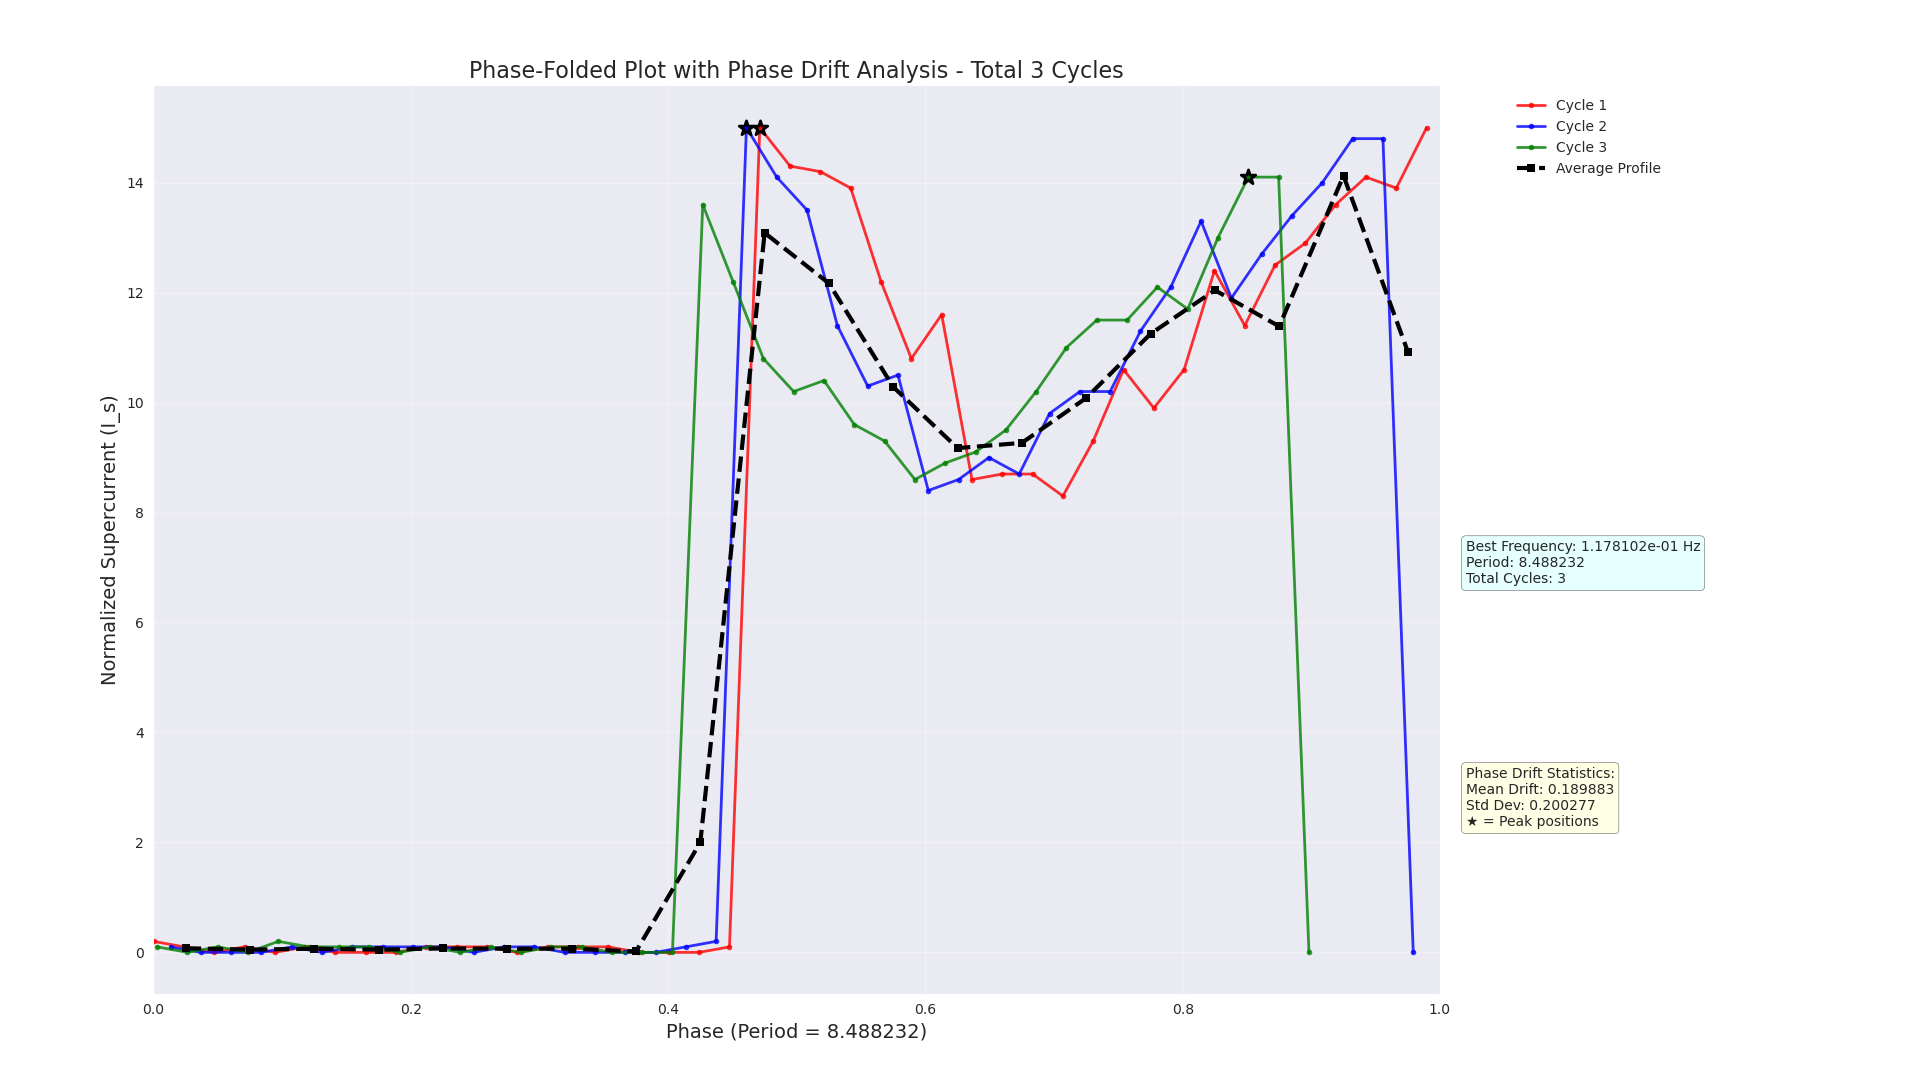 Phase-Folded Plot with Phase Drift Analysis - Total 3 Cycles
Normalized Supercurrent (I_s)
14
12
10
8
6
4
2
0
0.0 0.2 0.4 0.6 0.8 1.0
Phase (Period = 8.488232)
Cycle 1
Cycle 2
Cycle 3
Average Profile
Best Frequency: 1.178102e-01 Hz
Period: 8.488232
Total Cycles: 3
Phase Drift Statistics:
Mean Drift: 0.189883
Std Dev: 0.200277
★ = Peak positions